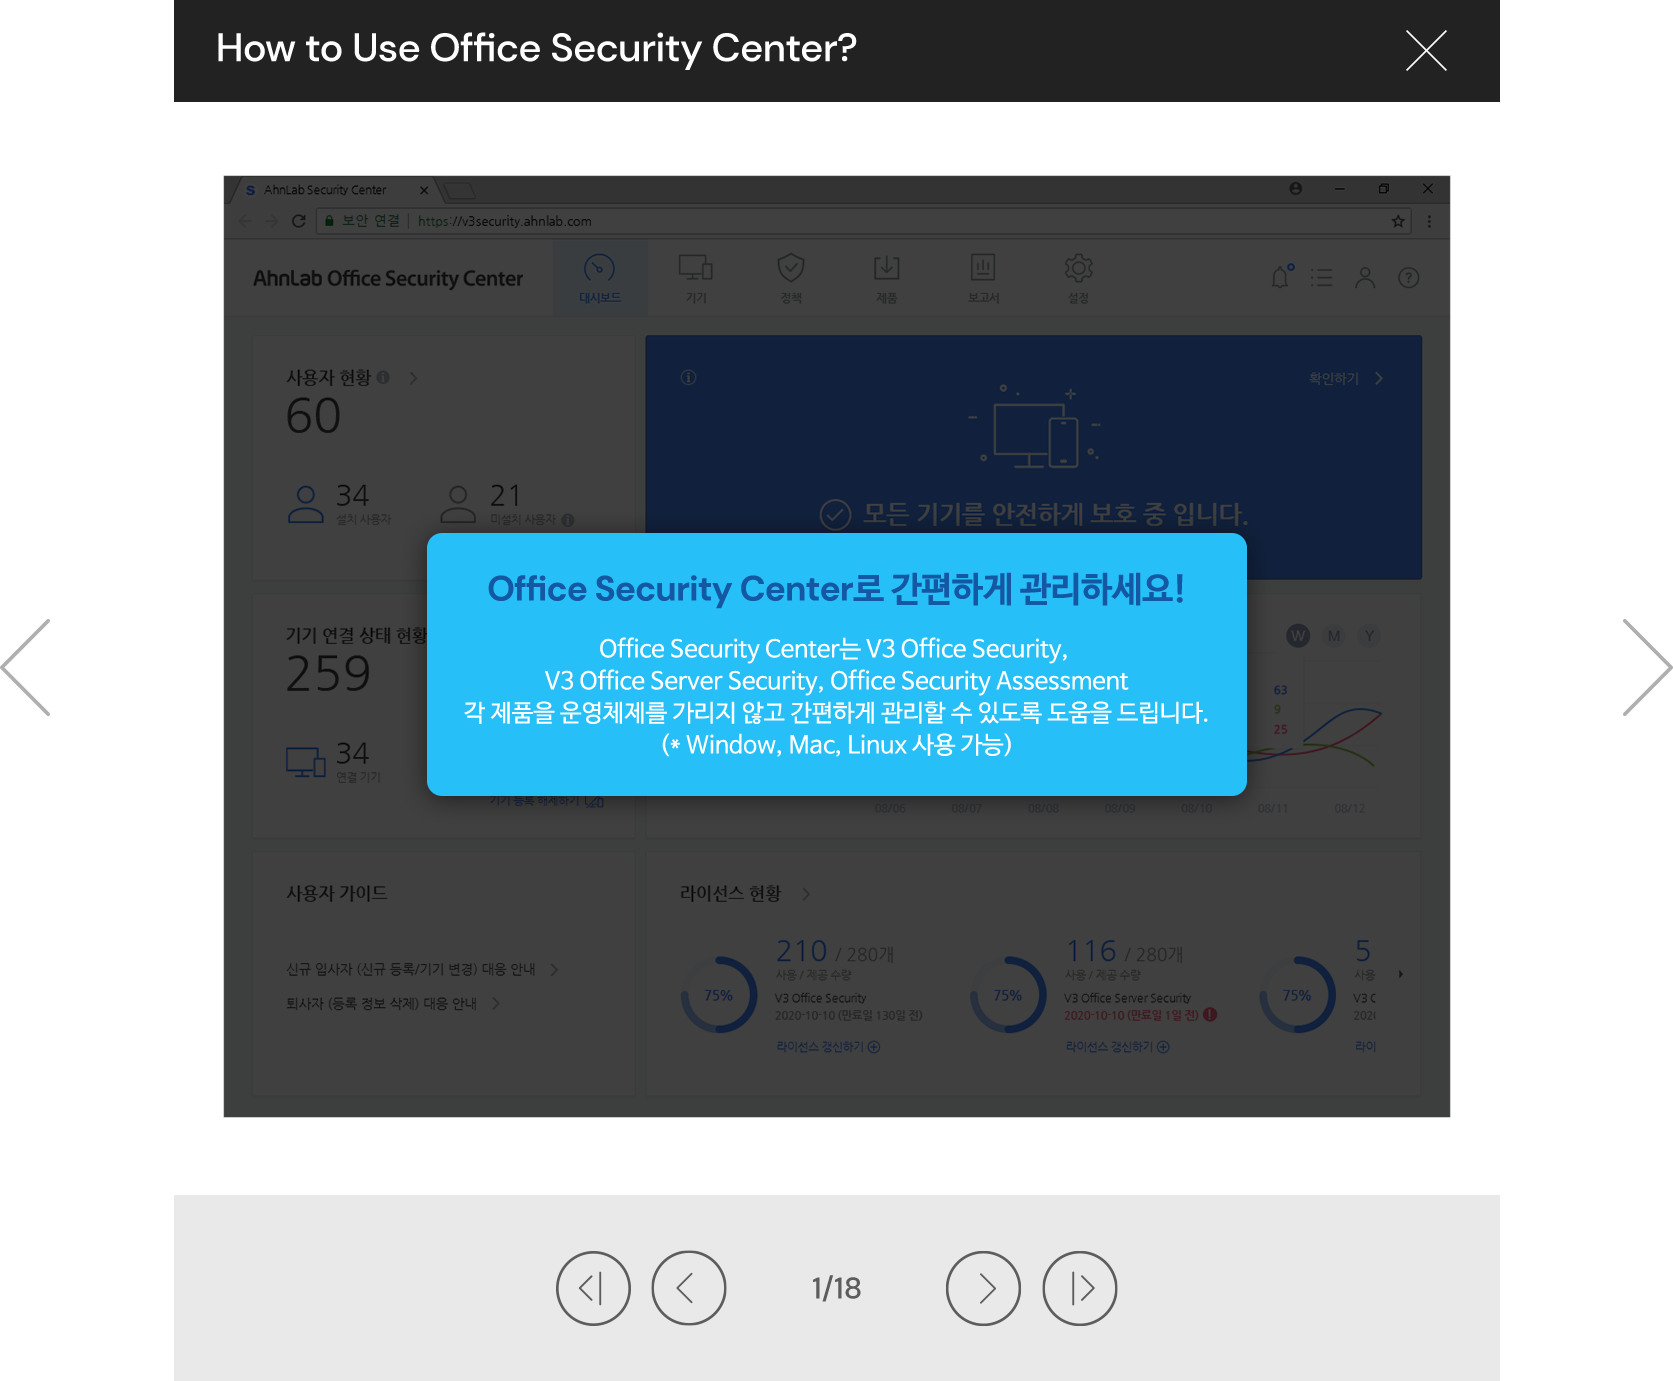 How to Use Office Security Center?
AhnLab Security Center
보안 연결 | https://v3security.ahnlab.com
AhnLab Office Security Center
대시보드
기기
정책
제품
보고서
설정
사용자 현황
60
34
설치 사용자
21
미설치 사용자
확인하기
모든 기기를 안전하게 보호 중 입니다.
Office Security Center로 간편하게 관리하세요!
Office Security Center는 V3 Office Security,
V3 Office Server Security, Office Security Assessment
각 제품을 운영체제를 가리지 않고 간편하게 관리할 수 있도록 도움을 드립니다.
(* Window, Mac, Linux 사용 가능)
기기 연결 상태 현황
259
34
연결 기기
W M Y
63
9
25
08/06 08/07 08/08 08/09 08/10 08/11 08/12
사용자 가이드
신규 입사자 (신규 등록/기기 변경) 대응 안내
퇴사자 (등록 정보 삭제) 대응 안내
라이선스 현황
75%
210 / 280개
사용 / 제공 수량
V3 Office Security
2020-10-10 (만료일 130일 전)
라이선스 갱신하기
75%
116 / 280개
사용 / 제공 수량
V3 Office Server Security
2020-10-10 (만료일 1일 전)
라이선스 갱신하기
75%
5
사용
V3
라이
1/18